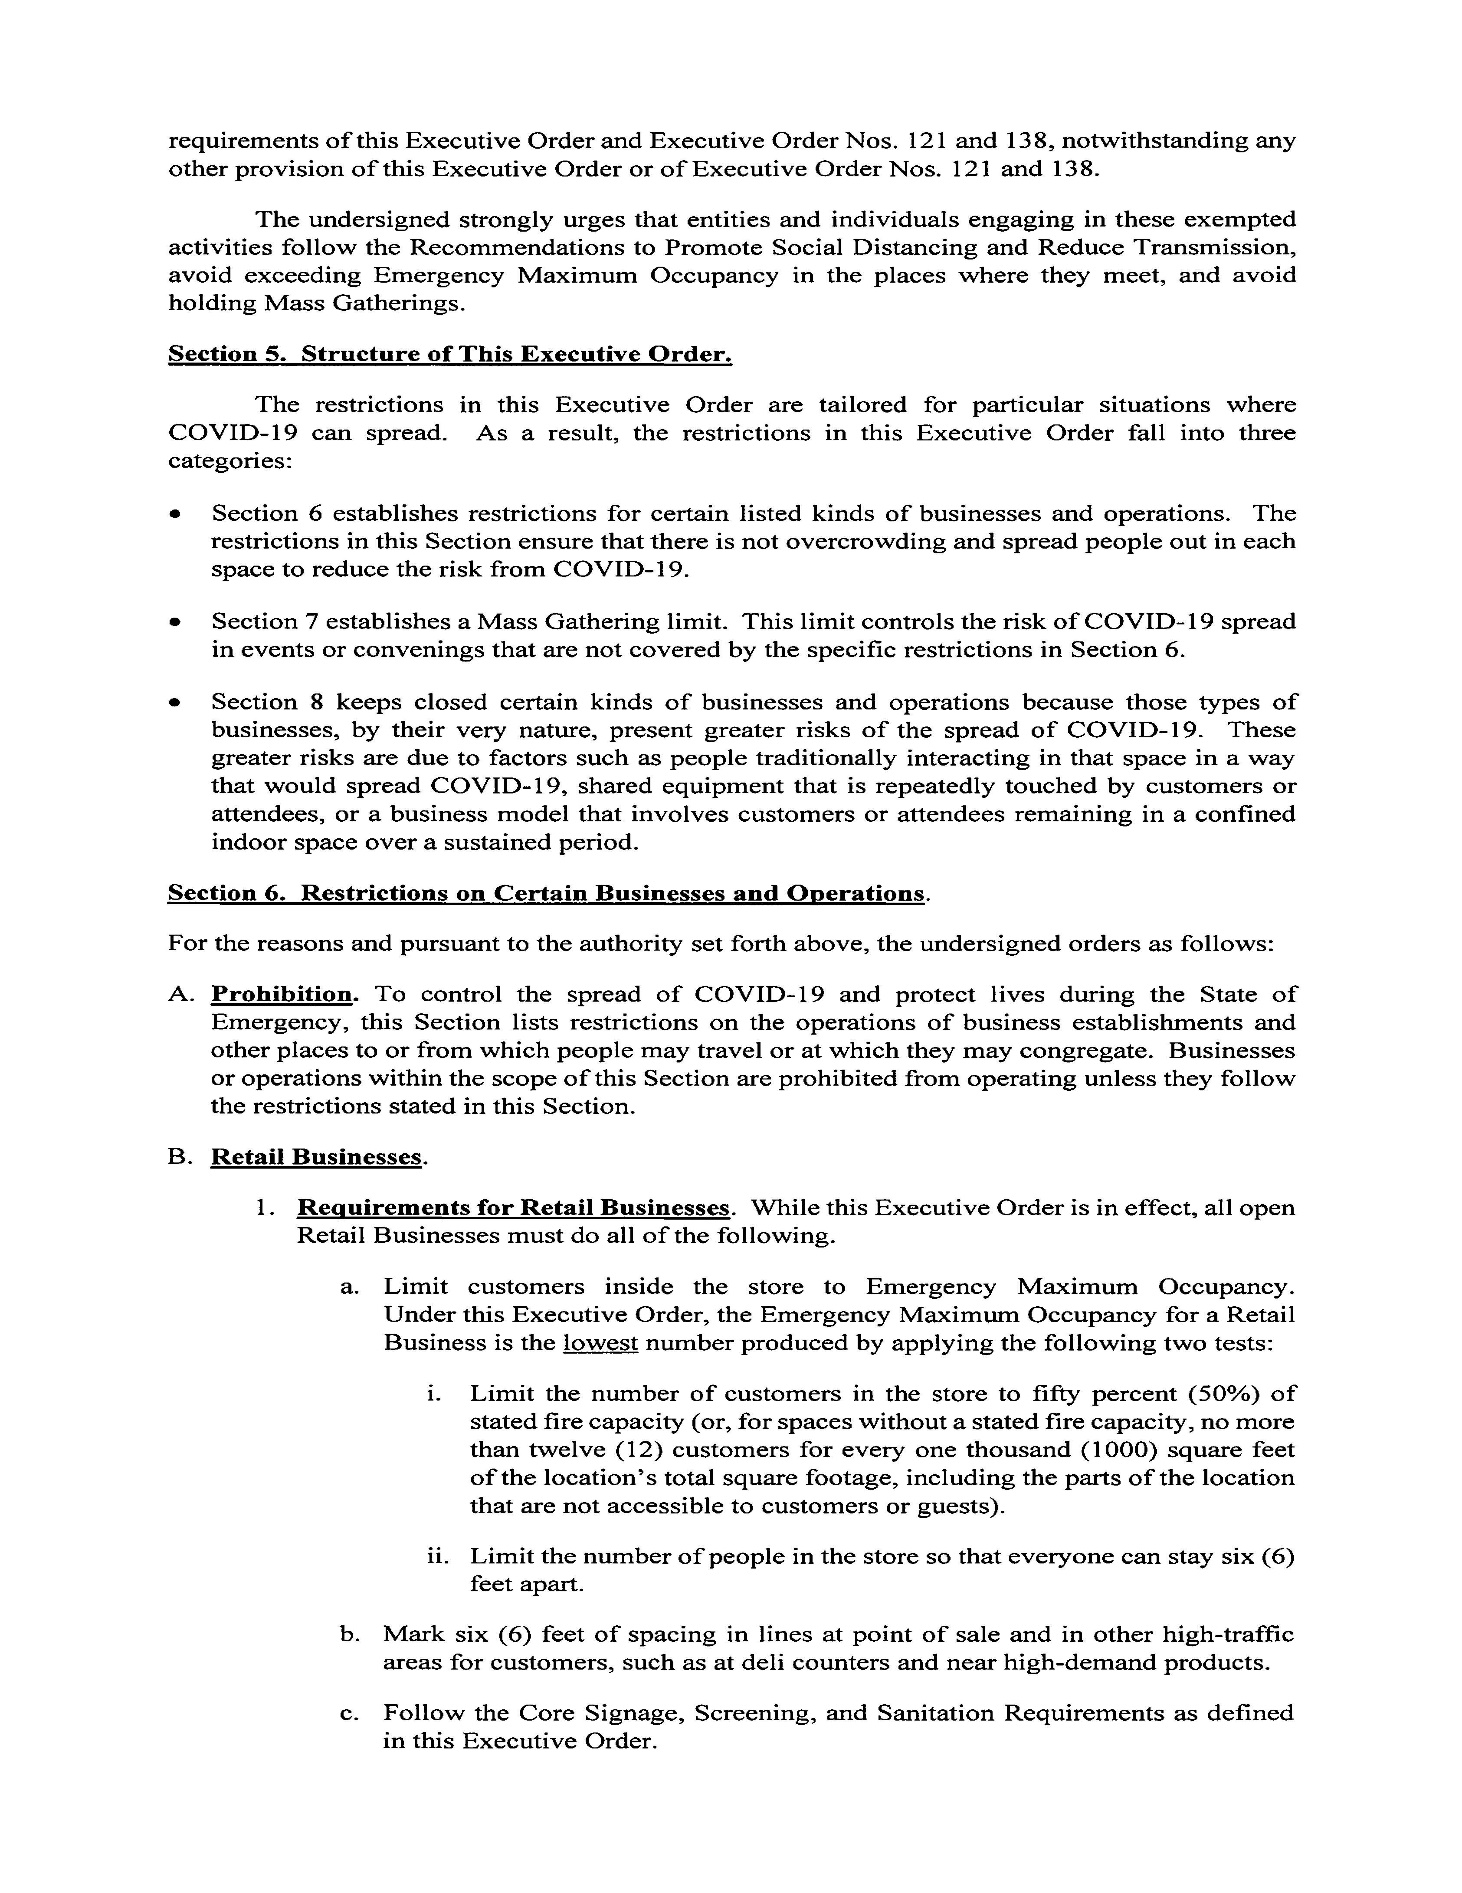 requirements of this Executive Order and Executive Order Nos. 121 and 138, notwithstanding any
other provision of this Executive Order or of Executive Order Nos. 121 and 138.
The undersigned strongly urges that entities and individuals engaging in these exempted
activities follow the Recommendations to Promote Social Distancing and Reduce Transmission,
avoid exceeding Emergency Maximum Occupancy in the places where they meet, and avoid
holding Mass Gatherings.
Section 5. Structure of This Executive Order.
The restrictions in this Executive Order are tailored for particular situations where
COVID-19 can spread. As a result, the restrictions in this Executive Order fall into three
categories:
• Section 6 establishes restrictions for certain listed kinds of businesses and operations. The
restrictions in this Section ensure that there is not overcrowding and spread people out in each
space to reduce the risk from COVID-19.
• Section 7 establishes a Mass Gathering limit. This limit controls the risk of COVID-19 spread
in events or convenings that are not covered by the specific restrictions in Section 6.
• Section 8 keeps closed certain kinds of businesses and operations because those types of
businesses, by their very nature, present greater risks of the spread of COVID-19. These
greater risks are due to factors such as people traditionally interacting in that space in a way
that would spread COVID-19, shared equipment that is repeatedly touched by customers or
attendees, or a business model that involves customers or attendees remaining in a confined
indoor space over a sustained period.
Section 6. Restrictions on Certain Businesses and Operations.
For the reasons and pursuant to the authority set forth above, the undersigned orders as follows:
A. Prohibition. To control the spread of COVID-19 and protect lives during the State of
Emergency, this Section lists restrictions on the operations of business establishments and
other places to or from which people may travel or at which they may congregate. Businesses
or operations within the scope of this Section are prohibited from operating unless they follow
the restrictions stated in this Section.
B. Retail Businesses.
1. Requirements for Retail Businesses. While this Executive Order is in effect, all open
Retail Businesses must do all of the following.
a. Limit customers inside the store to Emergency Maximum Occupancy.
Under this Executive Order, the Emergency Maximum Occupancy for a Retail
Business is the lowest number produced by applying the following two tests:
i. Limit the number of customers in the store to fifty percent (50%) of
stated fire capacity (or, for spaces without a stated fire capacity, no more
than twelve (12) customers for every one thousand (1000) square feet
of the location's total square footage, including the parts of the location
that are not accessible to customers or guests).
ii. Limit the number of people in the store so that everyone can stay six (6)
feet apart.
b. Mark six (6) feet of spacing in lines at point of sale and in other high-traffic
areas for customers, such as at deli counters and near high-demand products.
c. Follow the Core Signage, Screening, and Sanitation Requirements as defined
in this Executive Order.